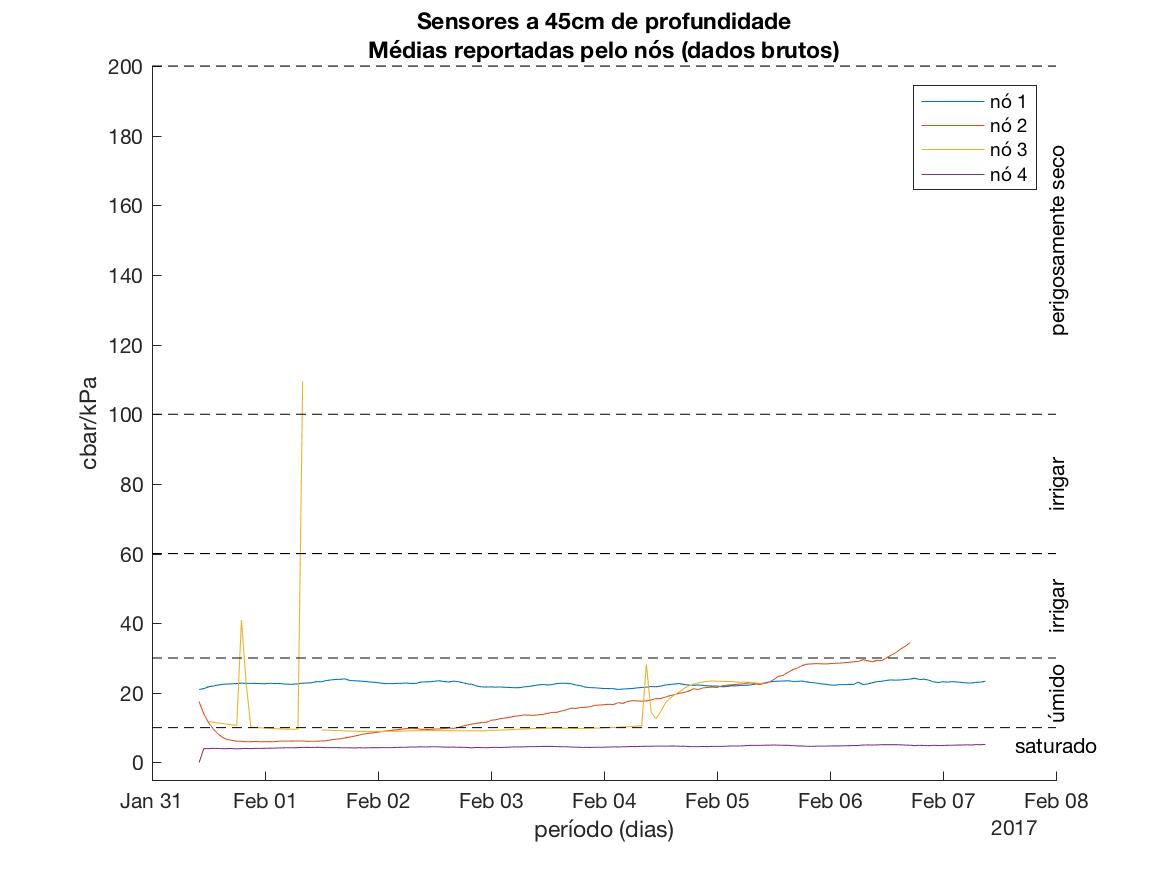 Sensores a 45cm de profundidade
Médias reportadas pelo nós (dados brutos)
200
180
160
140
120
100
80
60
40
20
0
cbar/kPa
nó 1
nó 2
nó 3
nó 4
perigosamente seco
irrigar
irrigar
úmido
saturado
Jan 31
Feb 01
Feb 02
Feb 03
Feb 04
Feb 05
Feb 06
Feb 07
Feb 08
período (dias)
2017